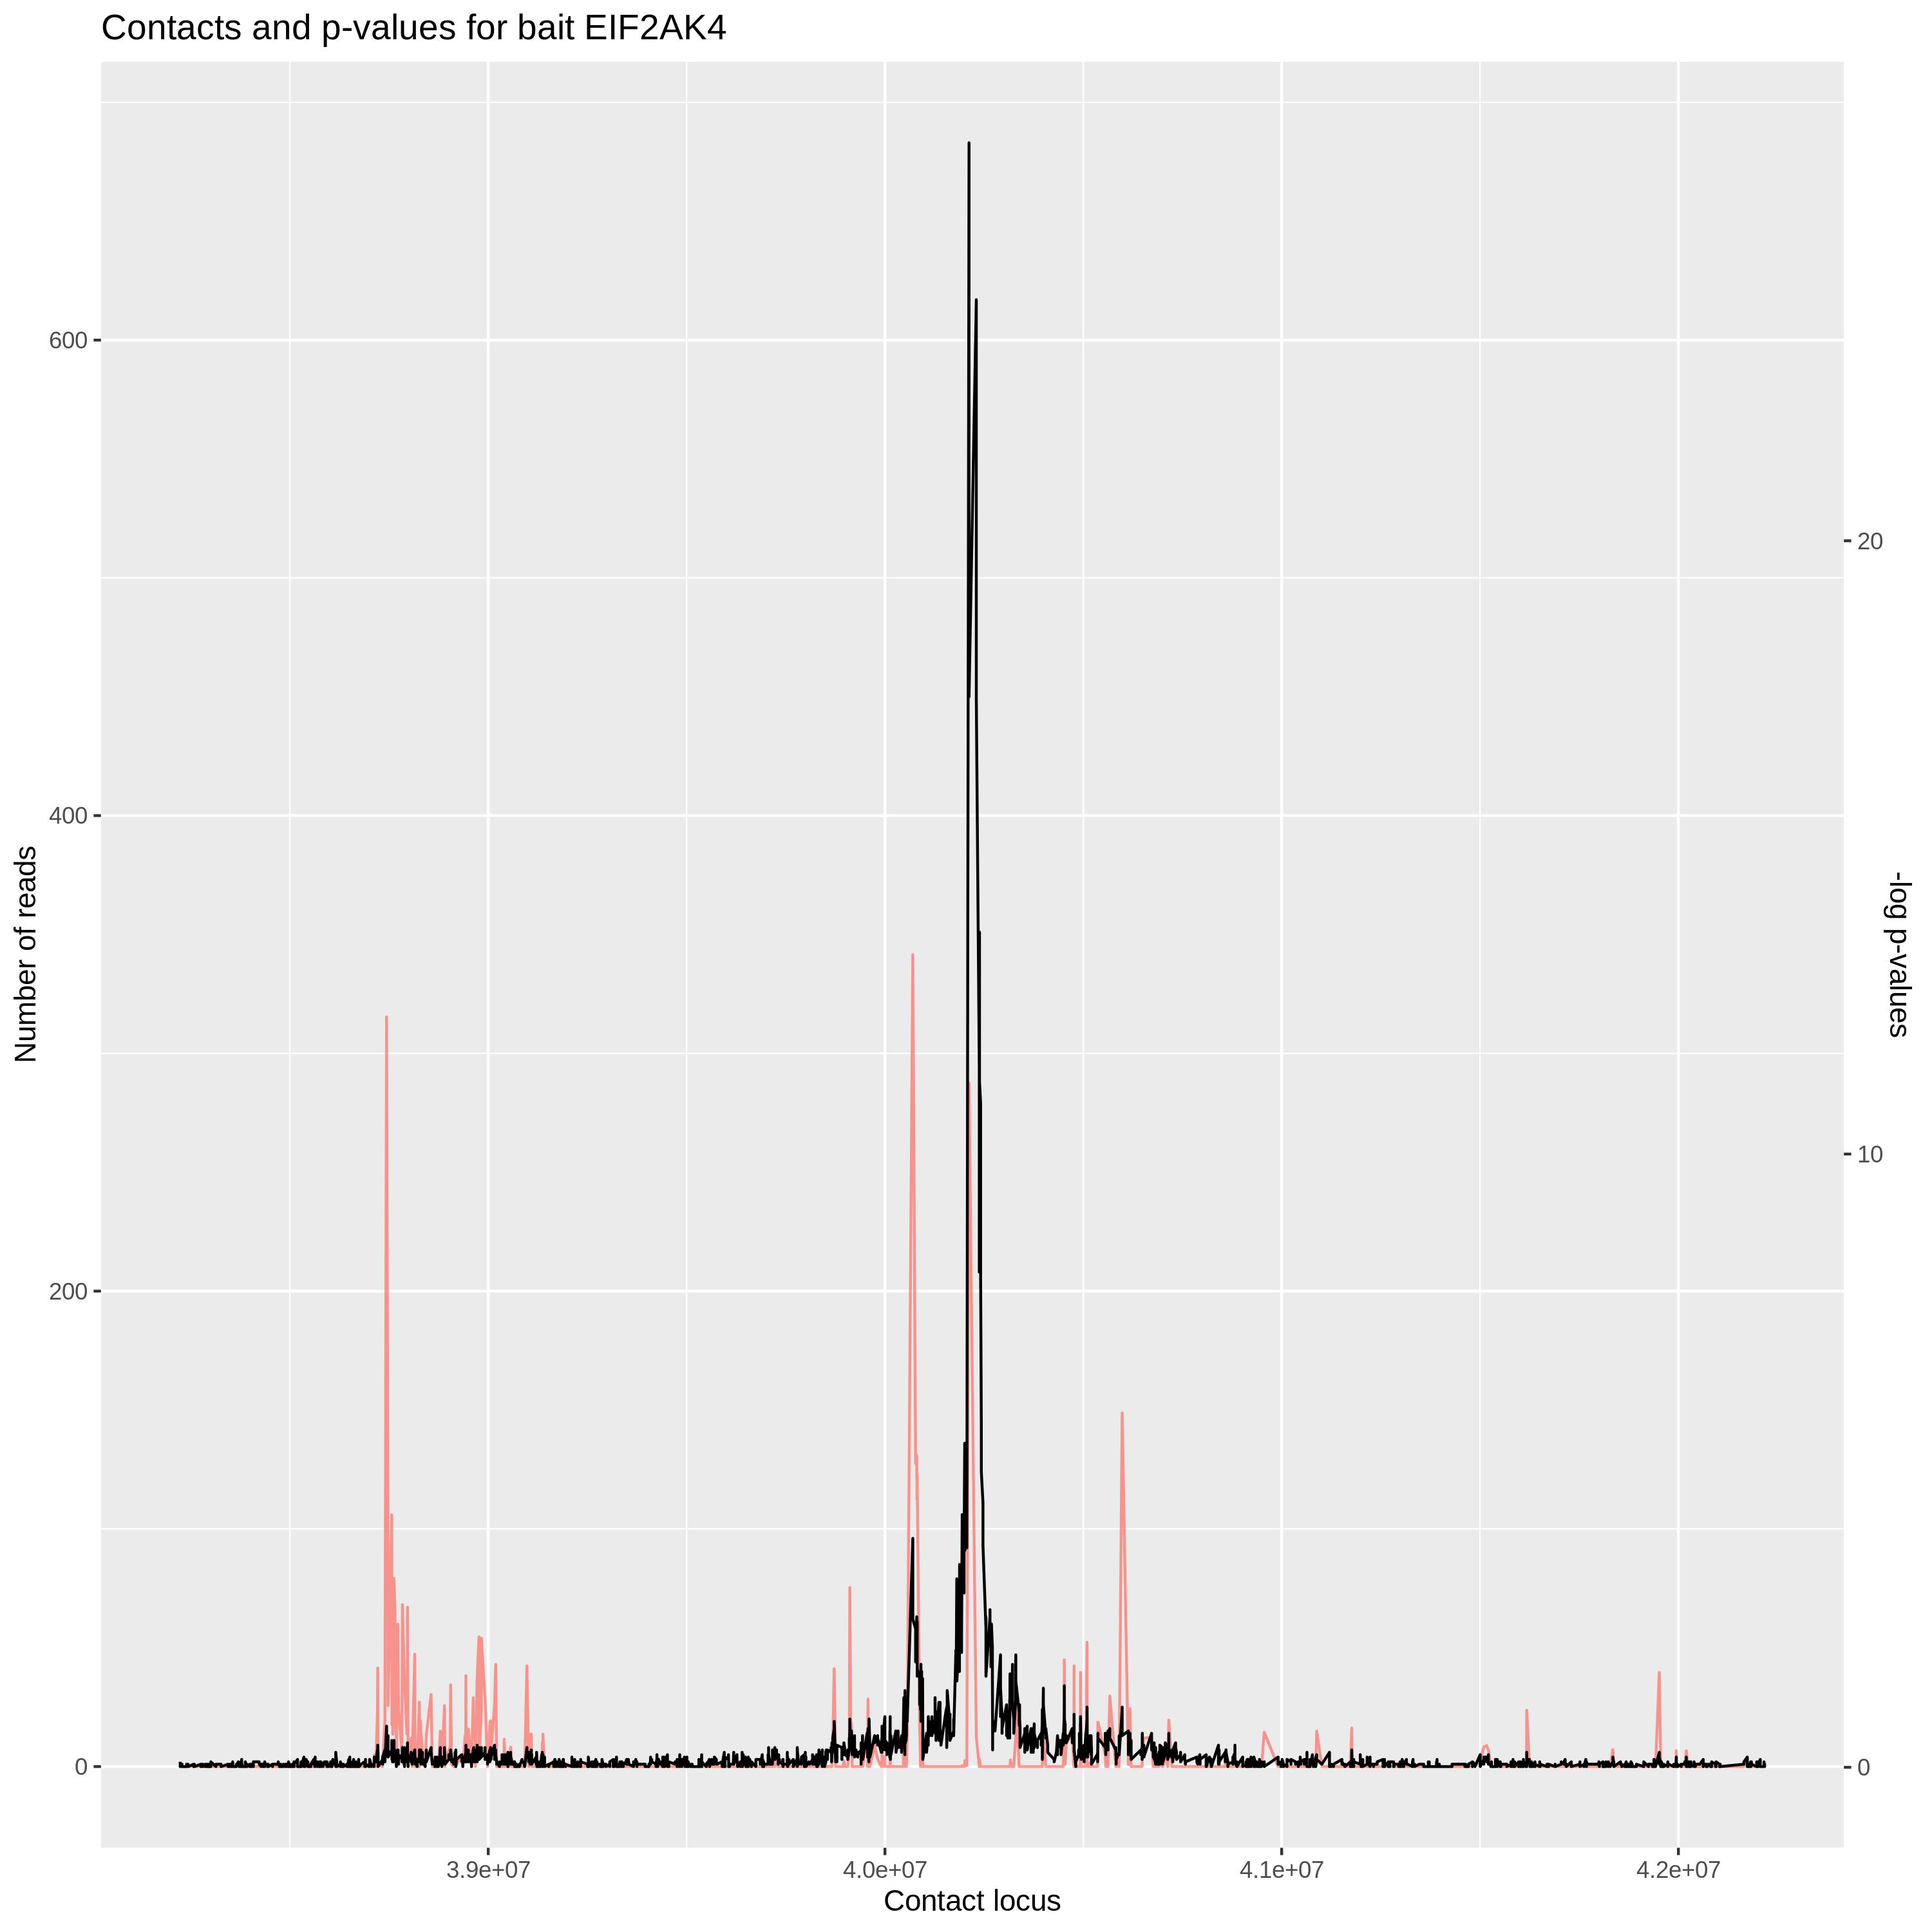 Contacts and p-values for bait EIF2AK4
600
400
200
0
Number of reads
20
10
0
-log p-values
3.9e+07
4.0e+07
4.1e+07
4.2e+07
Contact locus